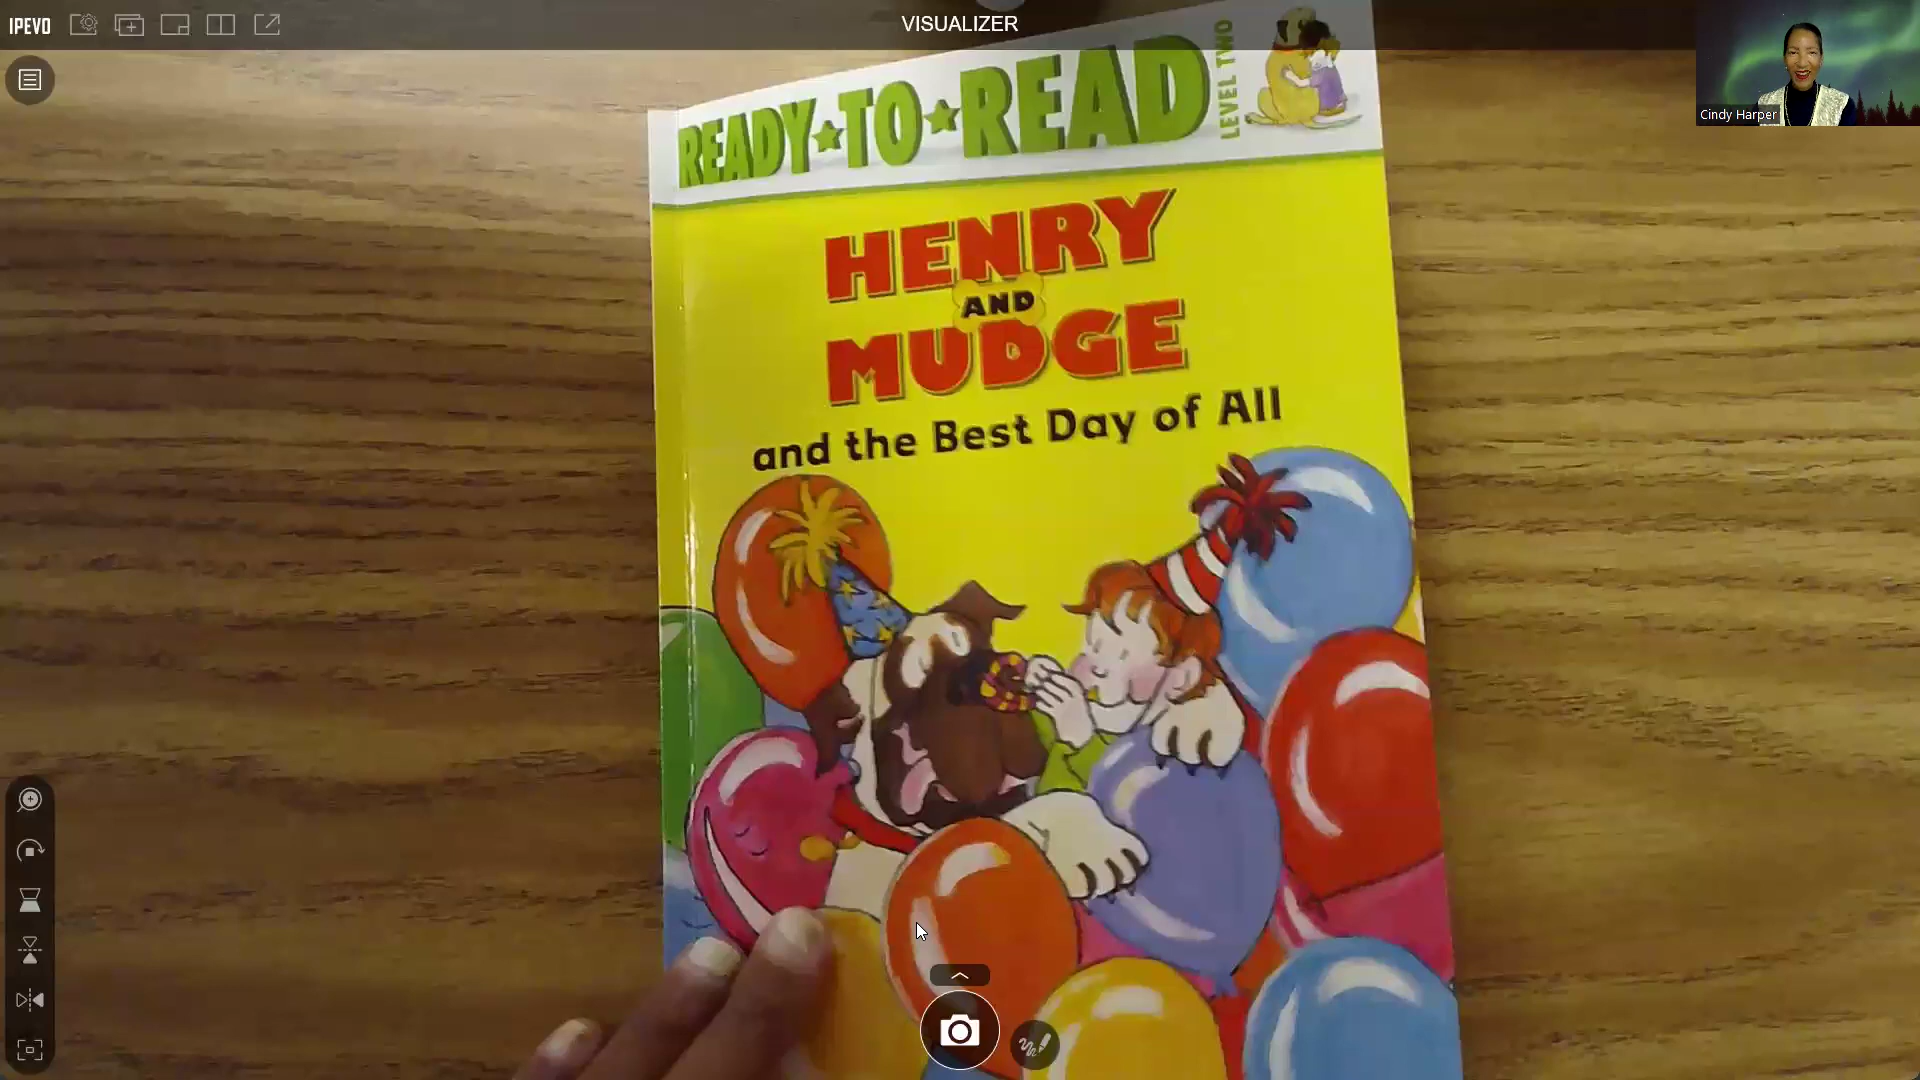 IPEVO
VISUALIZER
Cindy Harper
READY★TO★READ
LEVEL TWO
HENRY
AND
MUDGE
and the Best Day of All